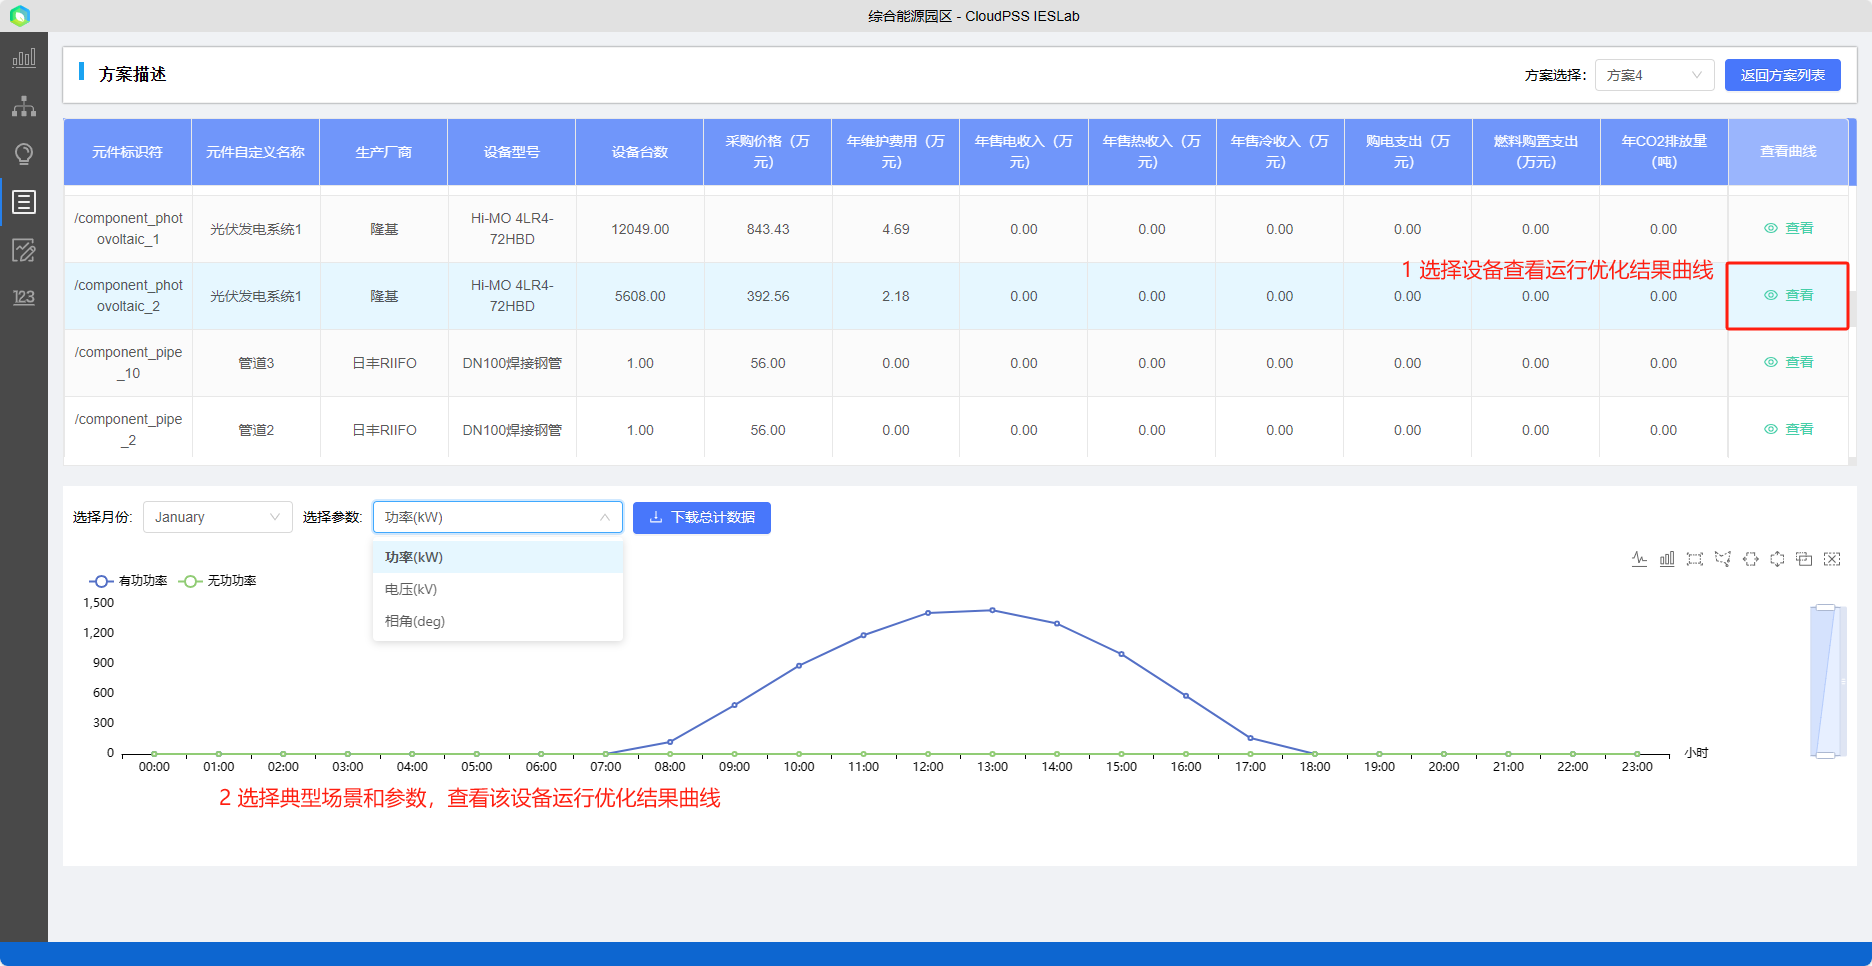 综合能源园区 - CloudPSS IESLab
方案描述
方案选择: 方案4 返回方案列表
元件标识符 元件自定义名称 生产厂商 设备型号 设备台数 采购价格（万元） 年维护费用（万元） 年售电收入（万元） 年售热收入（万元） 年售冷收入（万元） 购电支出（万元） 燃料购置支出(万元) 年CO2排放量(吨) 查看曲线
/component_photovoltaic_1 光伏发电系统1 隆基 Hi-MO 4LR4-72HBD 12049.00 843.43 4.69 0.00 0.00 0.00 0.00 0.00 0.00 查看
1 选择设备查看运行优化结果曲线
/component_photovoltaic_2 光伏发电系统1 隆基 Hi-MO 4LR4-72HBD 5608.00 392.56 2.18 0.00 0.00 0.00 0.00 0.00 0.00 查看
/component_pipe_10 管道3 日丰RIIFO DN100焊接钢管 1.00 56.00 0.00 0.00 0.00 0.00 0.00 0.00 0.00 查看
/component_pipe_2 管道2 日丰RIIFO DN100焊接钢管 1.00 56.00 0.00 0.00 0.00 0.00 0.00 0.00 0.00 查看
123
选择月份: January 选择参数: 功率(kW) 下载总计数据
功率(kW)
电压(kV)
相角(deg)
有功功率 无功功率
1,500
1,200
900
600
300
0
小时
00:00 01:00 02:00 03:00 04:00 05:00 06:00 07:00 08:00 09:00 10:00 11:00 12:00 13:00 14:00 15:00 16:00 17:00 18:00 19:00 20:00 21:00 22:00 23:00
2 选择典型场景和参数，查看该设备运行优化结果曲线